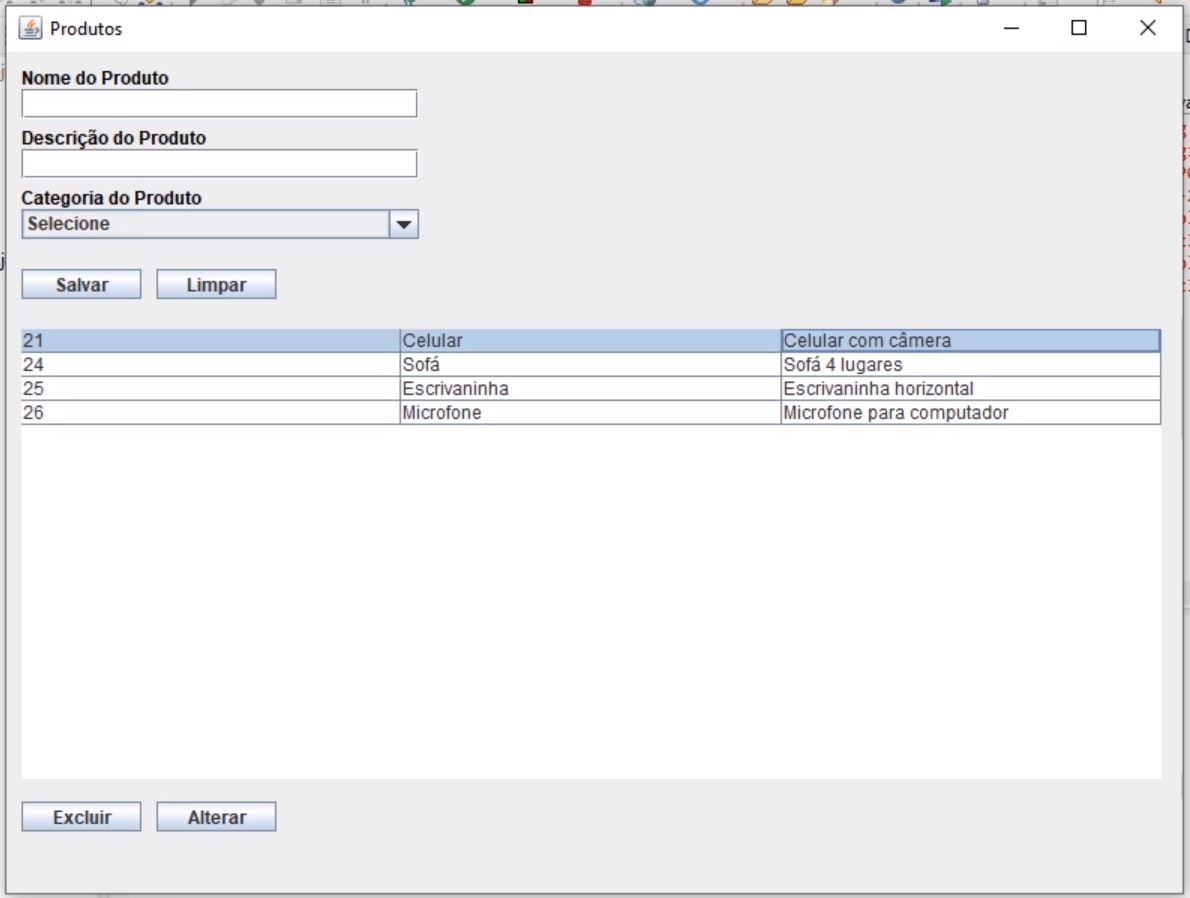 Produtos
Nome do Produto
Descrição do Produto
Categoria do Produto
Selecione
Salvar Limpar
21 Celular Celular com câmera
24 Sofá Sofá 4 lugares
25 Escrivaninha Escrivaninha horizontal
26 Microfone Microfone para computador
Excluir Alterar